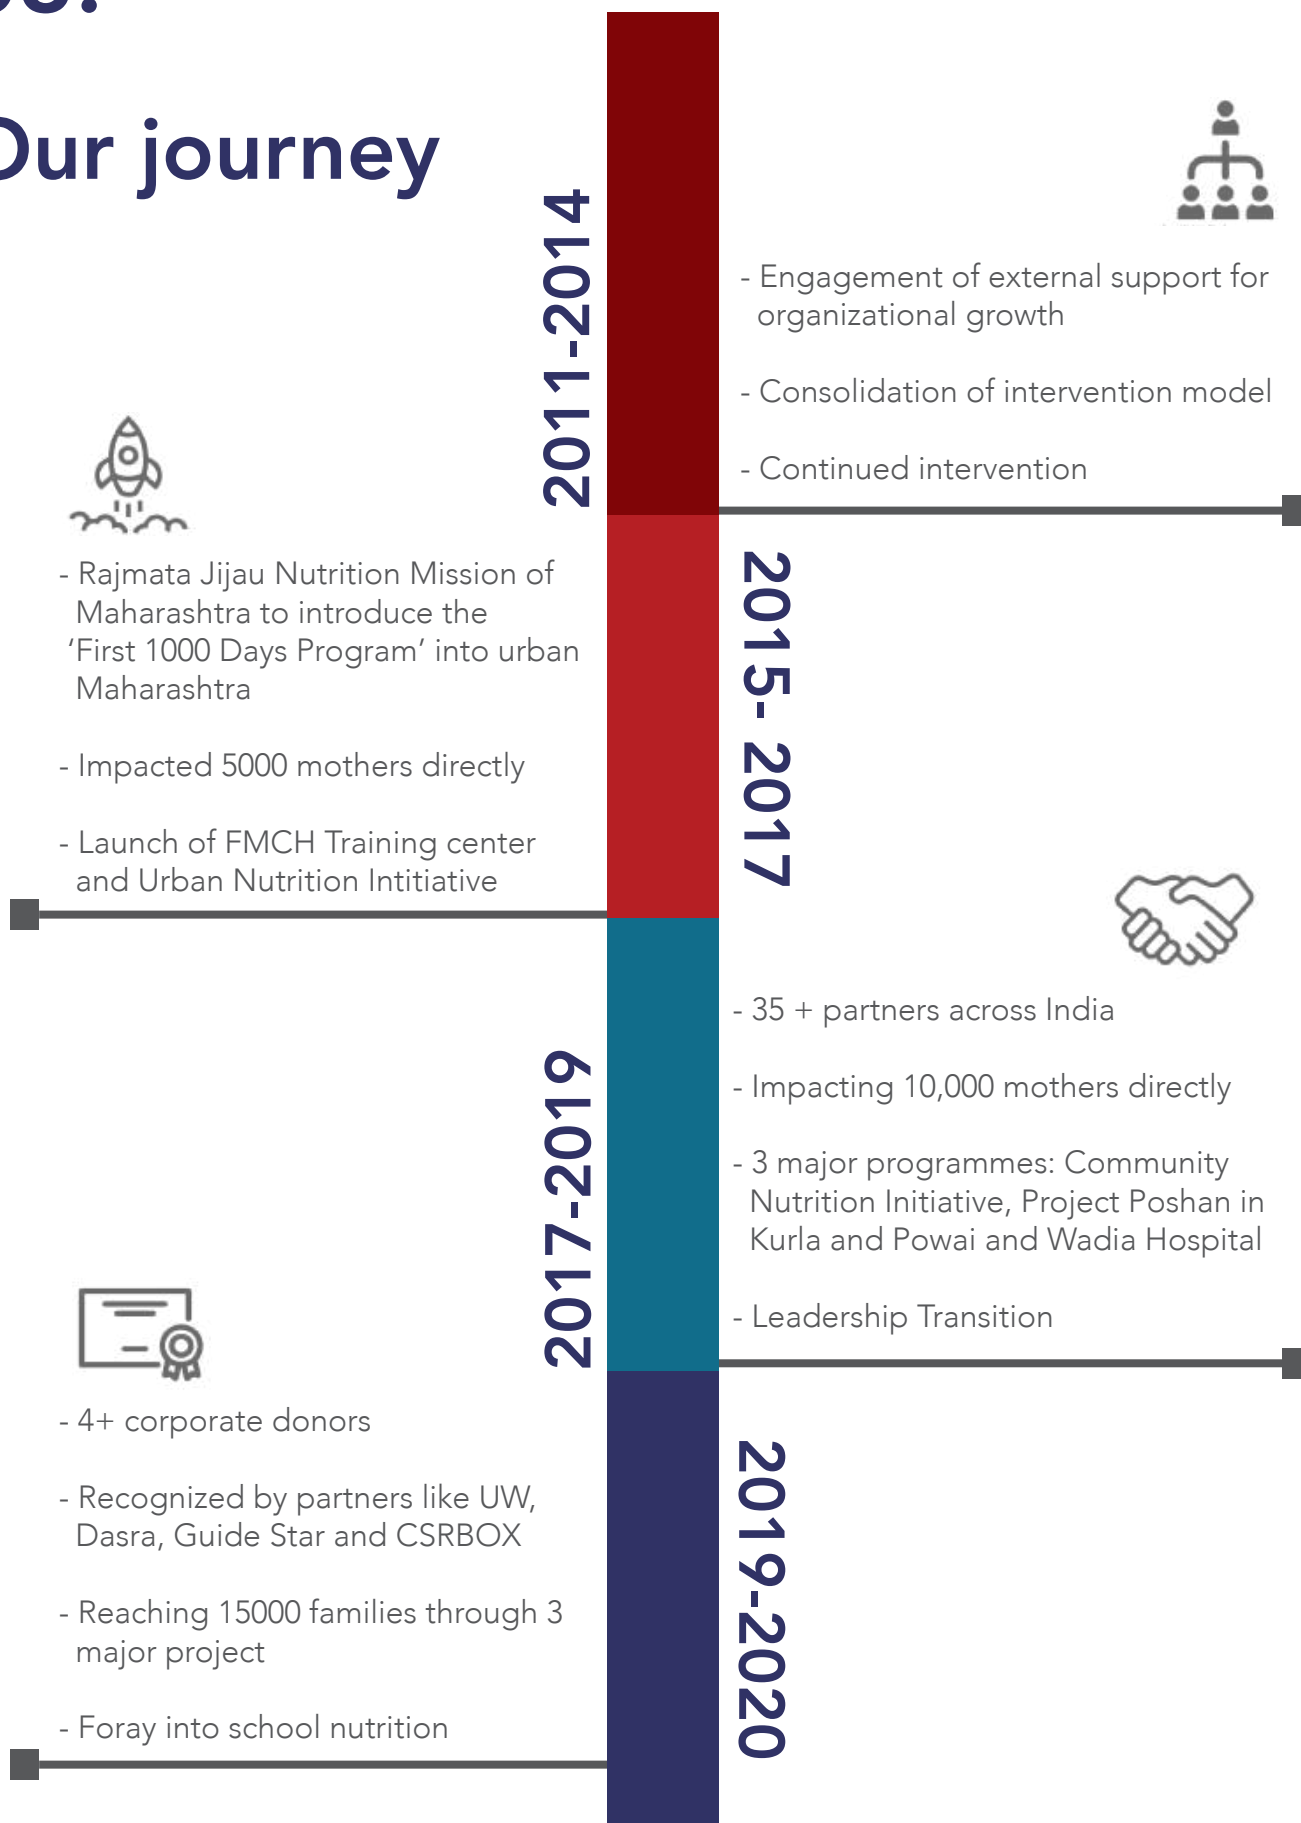 Our journey
2011-2014
- Engagement of external support for
organizational growth
- Consolidation of intervention model
- Continued intervention
2015- 2017
- Rajmata Jijau Nutrition Mission of
Maharashtra to introduce the
‘First 1000 Days Program’ into urban
Maharashtra
- Impacted 5000 mothers directly
- Launch of FMCH Training center
and Urban Nutrition Intitiative
2017-2019
- 35 + partners across India
- Impacting 10,000 mothers directly
- 3 major programmes: Community
Nutrition Initiative, Project Poshan in
Kurla and Powai and Wadia Hospital
- Leadership Transition
2019-2020
- 4+ corporate donors
- Recognized by partners like UW,
Dasra, Guide Star and CSRBOX
- Reaching 15000 families through 3
major project
- Foray into school nutrition